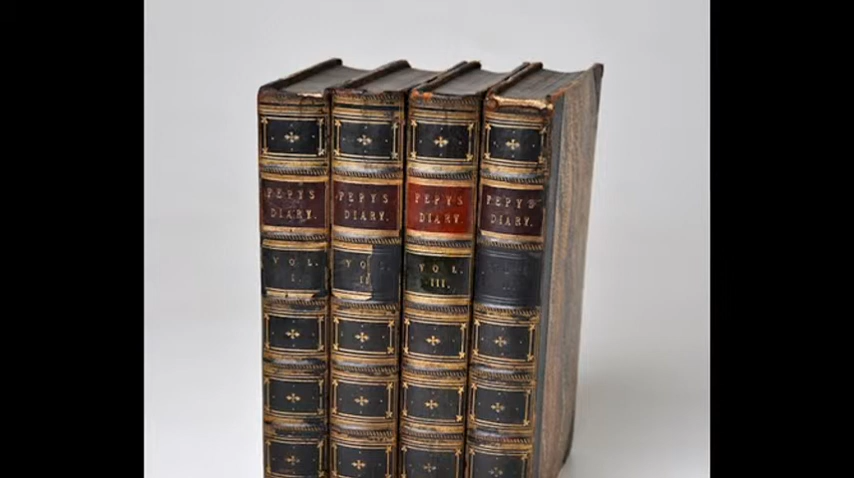 PEPYS
DIARY.
VOL.
I.
PEPYS
DIARY.
VOL.
II
PEPYS
DIARY
VOL.
III.
PEPYS
DIARY.